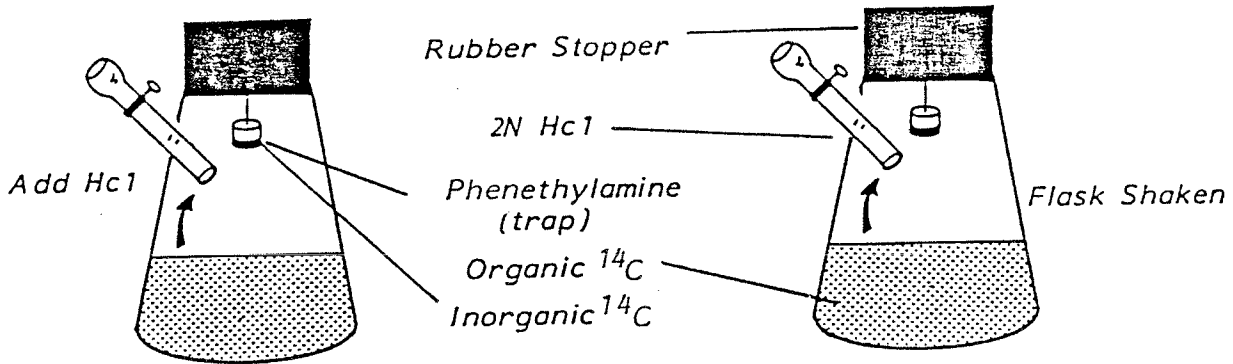 Rubber Stopper
2N Hc1
Add Hc1
Phenethylamine
(trap)
Flask Shaken
Organic 14C
Inorganic 14C